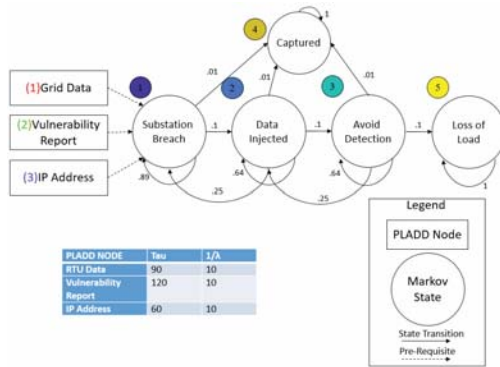 4
Captured
1
(1)Grid Data
(2)Vulnerability
Report
(3)IP Address
1
2
3
5
.01
.01
.01
Substation
Breach
.1
Data
Injected
.1
Avoid
Detection
.1
Loss of
Load
.89
.64
.64
1
.25
.25
PLADD NODE Tau 1/λ
RTU Data 90 10
Vulnerability
Report 120 10
IP Address 60 10
Legend
PLADD Node
Markov
State
State Transition
Pre-Requisite